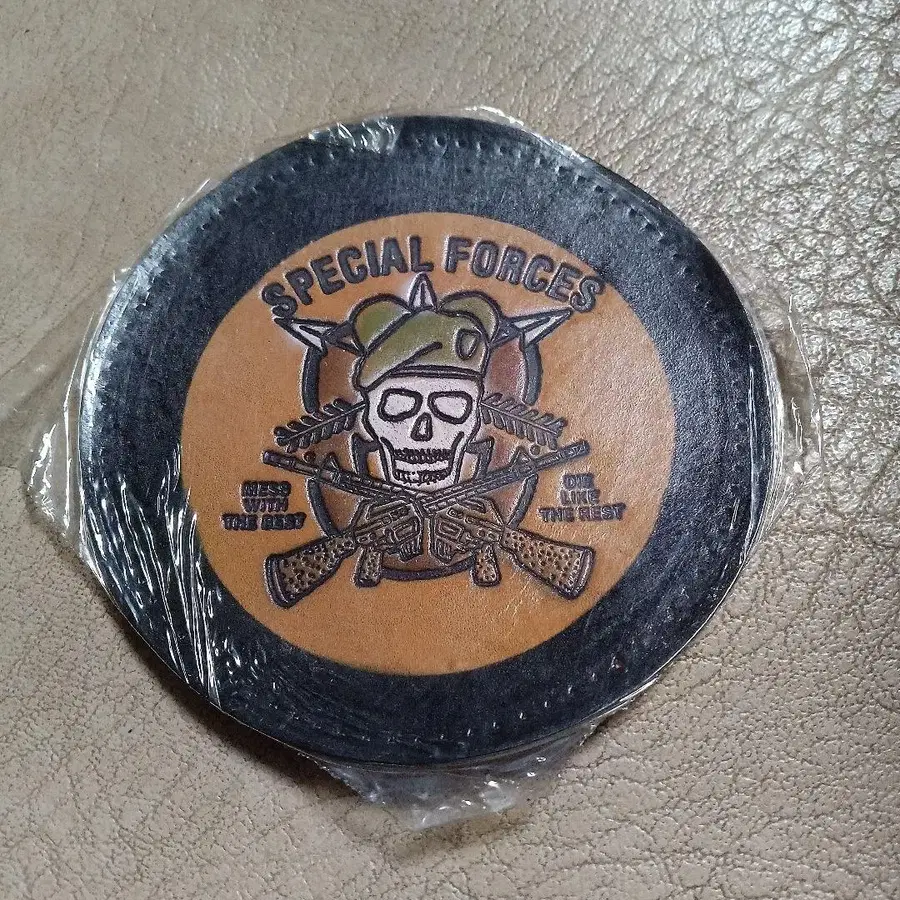 SPECIAL FORCES
MESS
WITH
THE BEST
DIE
LIKE
THE REST